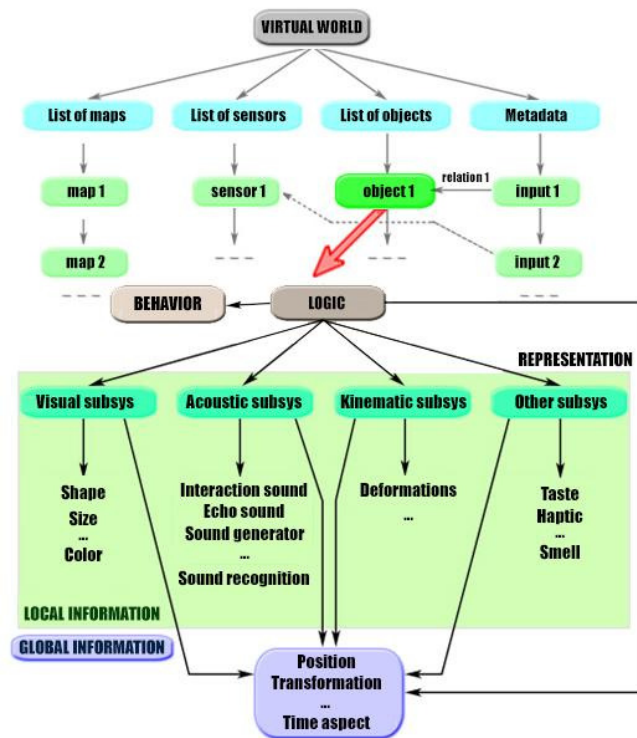 VIRTUAL WORLD
List of maps
List of sensors
List of objects
Metadata
relation 1
map 1
sensor 1
object 1
input 1
map 2
input 2
BEHAVIOR
LOGIC
REPRESENTATION
Visual subsys
Acoustic subsys
Kinematic subsys
Other subsys
Shape
Size
...
Color
Interaction sound
Echo sound
Sound generator
...
Sound recognition
Deformations
...
Taste
Haptic
...
Smell
LOCAL INFORMATION
GLOBAL INFORMATION
Position
Transformation
...
Time aspect